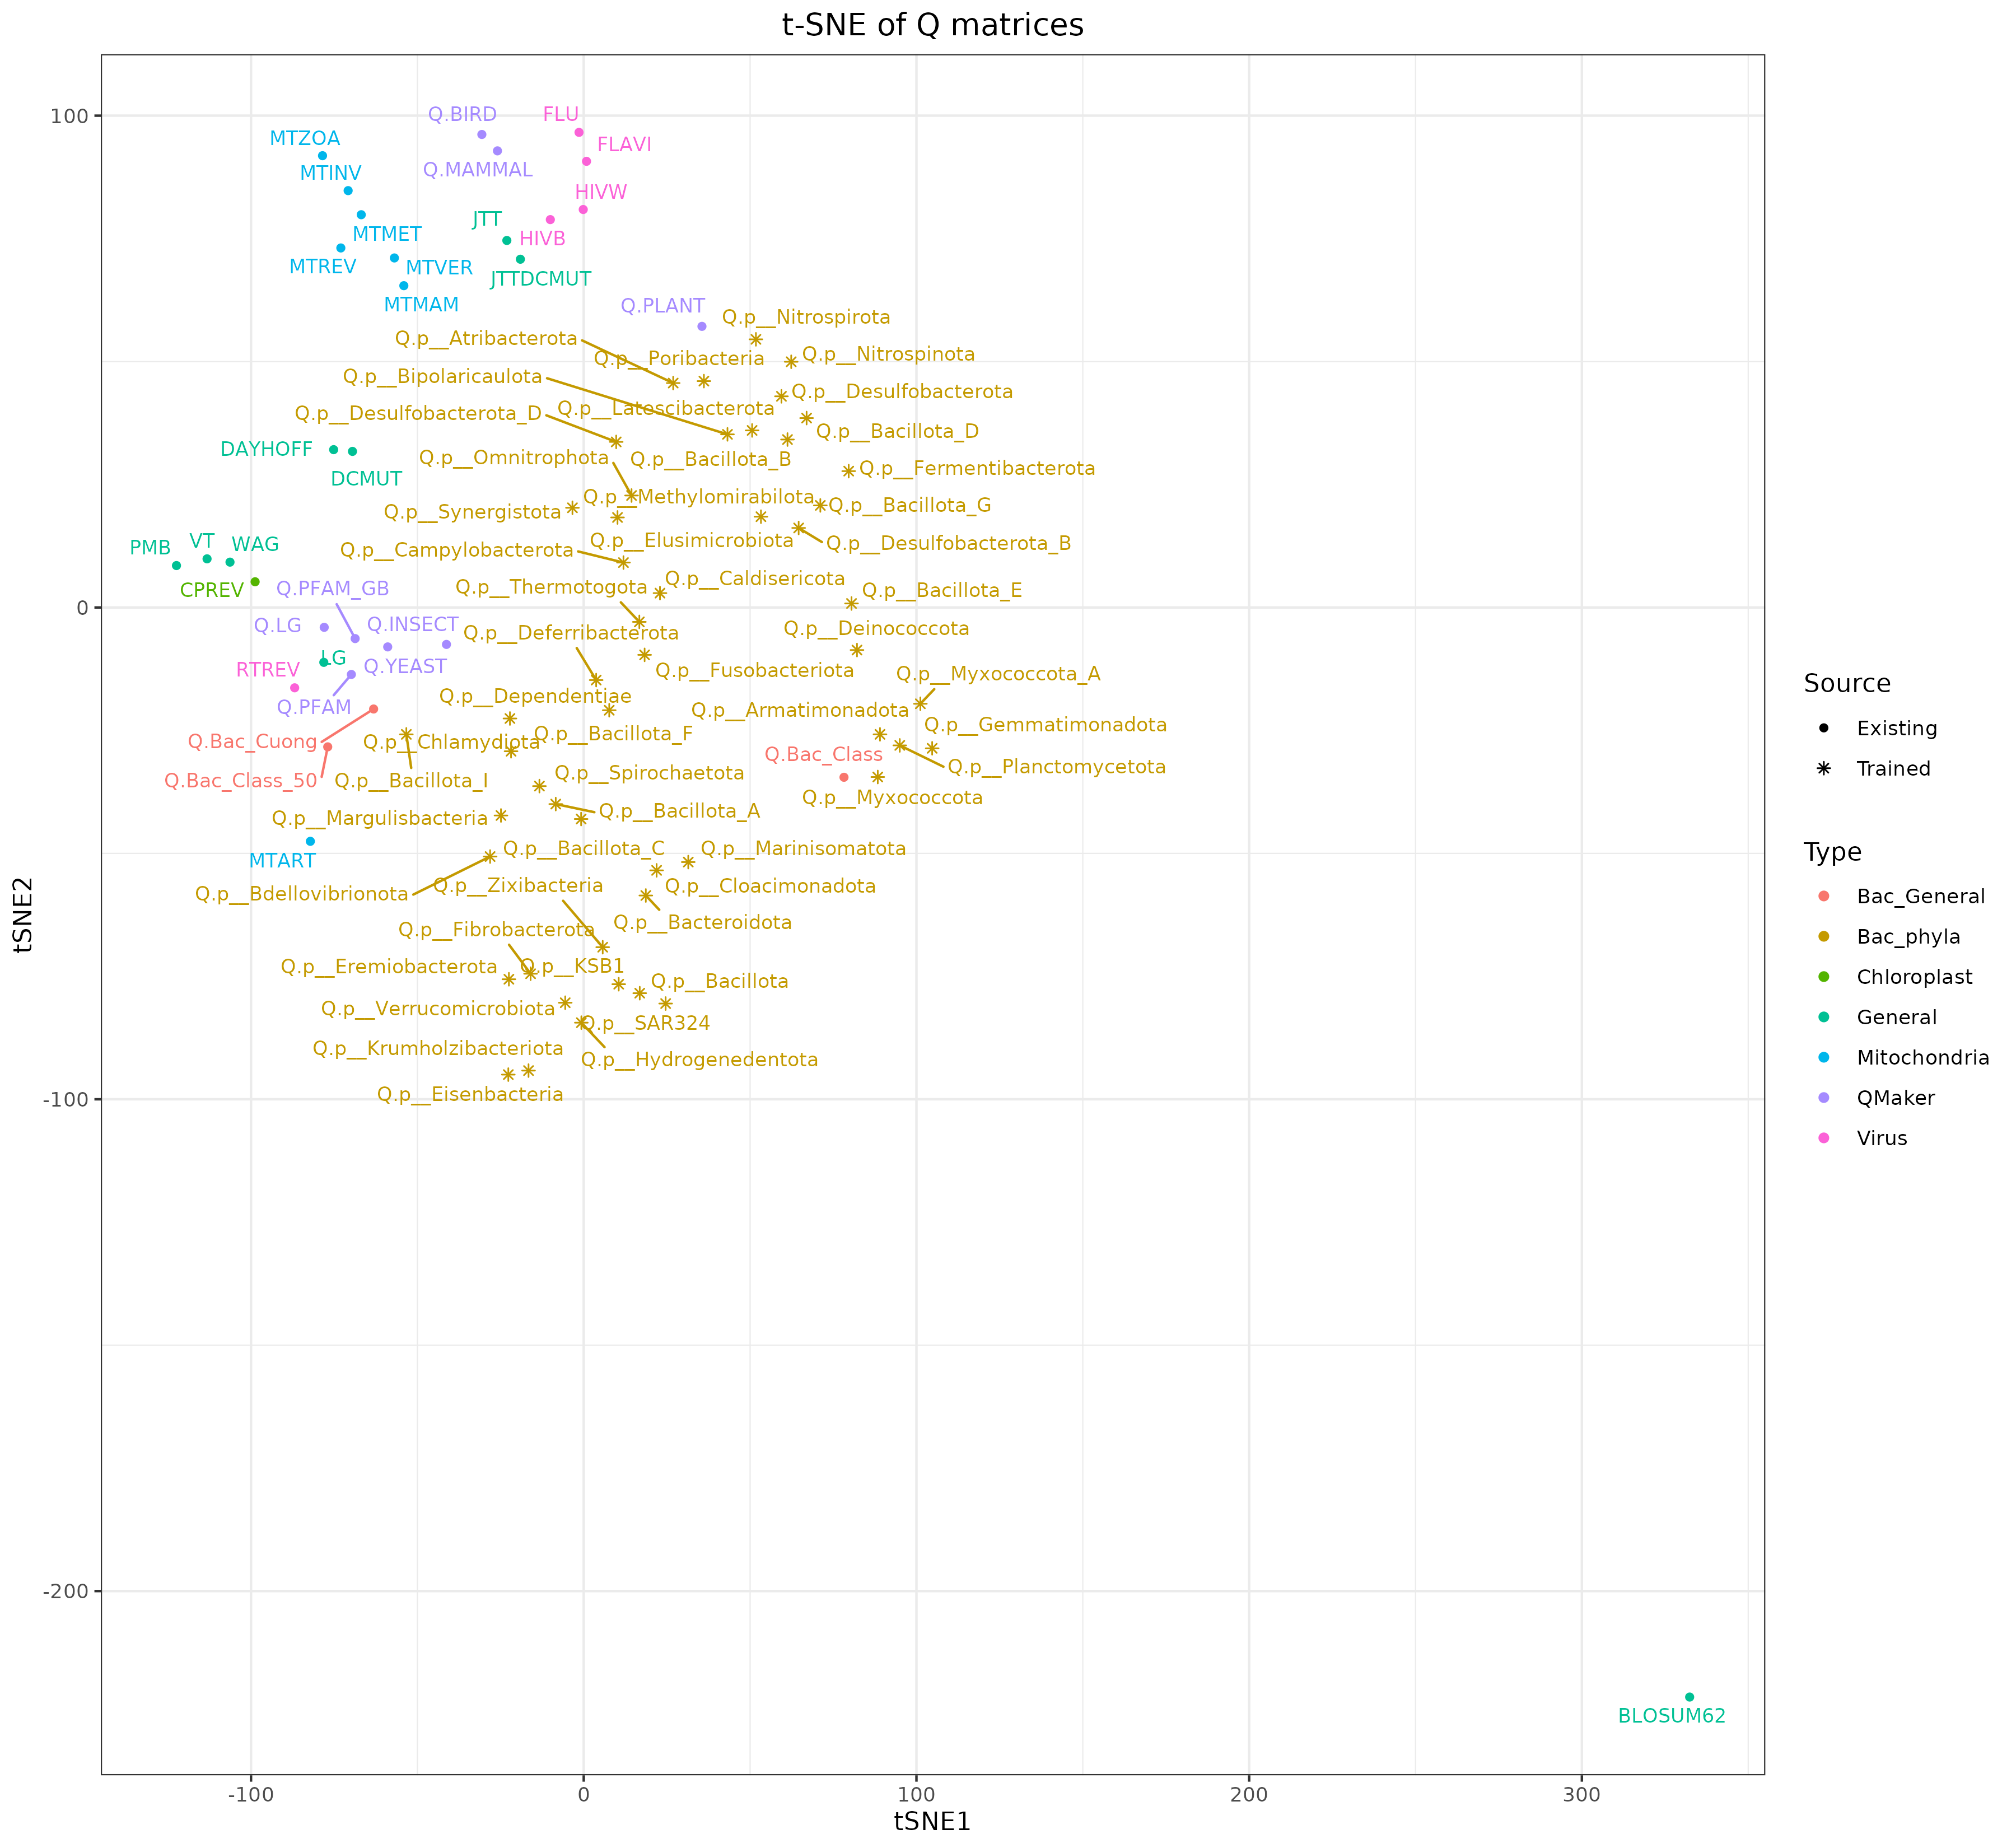 t-SNE of Q matrices
100
0
-100
-200
tSNE2
-100
0
100
200
300
tSNE1
Q.BIRD
FLU
MTZOA
FLAVI
Q.MAMMAL
MTINV
HIVW
JTT
MTMET
HIVB
MTREV
MTVER
JTTDCMUT
MTMAM
Q.PLANT
Q.p__Nitrospirota
Q.p__Atribacterota
Q.p__Poribacteria
Q.p__Nitrospinota
Q.p__Bipolaricaulota
Q.p__Desulfobacterota
Q.p__Desulfobacterota_D
Q.p__Latescibacterota
Q.p__Bacillota_D
DAYHOFF
Q.p__Omnitrophota
Q.p__Bacillota_B
Q.p__Fermentibacterota
DCMUT
Q.p__Methylomirabilota
Q.p__Synergistota
Q.p__Bacillota_G
PMB
VT
WAG
Q.p__Campylobacterota
Q.p__Elusimicrobiota
Q.p__Desulfobacterota_B
CPREV
Q.PFAM_GB
Q.p__Thermotogota
Q.p__Caldisericota
Q.p__Bacillota_E
Q.LG
Q.INSECT
Q.p__Deferribacterota
Q.p__Deinococcota
LG
RTREV
Q.YEAST
Q.p__Fusobacteriota
Q.p__Myxococcota_A
Q.PFAM
Q.p__Dependentiae
Q.p__Armatimonadota
Q.p__Gemmatimonadota
Q.Bac_Cuong
Q.p__Chlamydiota
Q.p__Bacillota_F
Q.Bac_Class
Q.p__Planctomycetota
Q.Bac_Class_50
Q.p__Bacillota_I
Q.p__Spirochaetota
Q.p__Myxococcota
Q.p__Margulisbacteria
Q.p__Bacillota_A
MTART
Q.p__Bacillota_C
Q.p__Marinisomatota
Q.p__Bdellovibrionota
Q.p__Zixibacteria
Q.p__Cloacimonadota
Q.p__Fibrobacterota
Q.p__Bacteroidota
Q.p__Eremiobacterota
Q.p__KSB1
Q.p__Bacillota
Q.p__Verrucomicrobiota
Q.p__SAR324
Q.p__Krumholzibacteriota
Q.p__Hydrogenedentota
Q.p__Eisenbacteria
BLOSUM62
Source
Existing
Trained
Type
Bac_General
Bac_phyla
Chloroplast
General
Mitochondria
QMaker
Virus